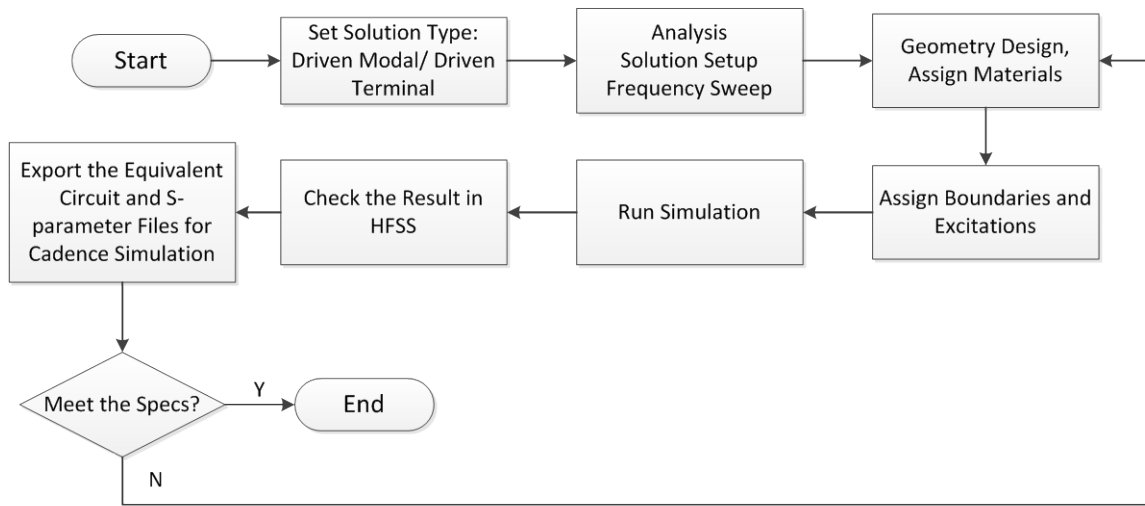 Start
Set Solution Type:
Driven Modal/ Driven
Terminal
Analysis
Solution Setup
Frequency Sweep
Geometry Design,
Assign Materials
Assign Boundaries and
Excitations
Run Simulation
Check the Result in
HFSS
Export the Equivalent
Circuit and S-
parameter Files for
Cadence Simulation
Meet the Specs?
Y
End
N